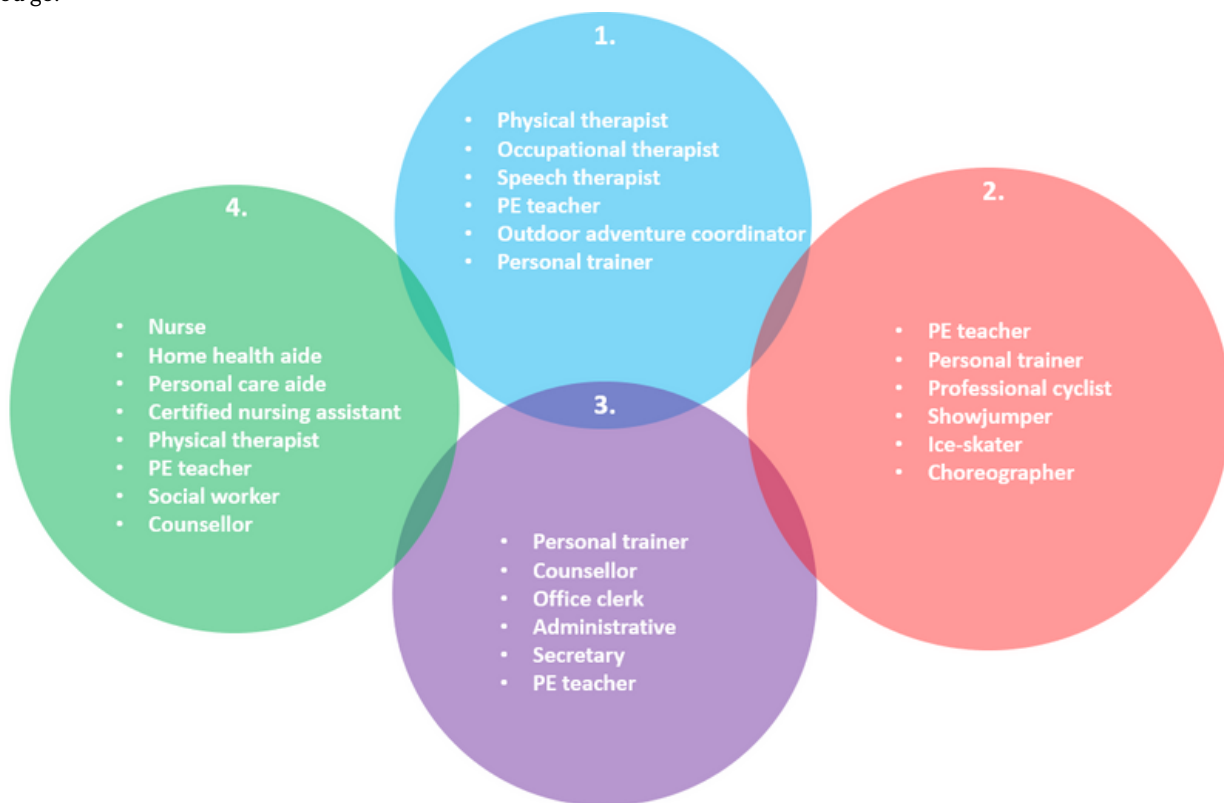 1.
• Physical therapist
• Occupational therapist
• Speech therapist
• PE teacher
• Outdoor adventure coordinator
• Personal trainer
2.
• PE teacher
• Personal trainer
• Professional cyclist
• Showjumper
• Ice-skater
• Choreographer
3.
• Personal trainer
• Counsellor
• Office clerk
• Administrative
• Secretary
• PE teacher
4.
• Nurse
• Home health aide
• Personal care aide
• Certified nursing assistant
• Physical therapist
• PE teacher
• Social worker
• Counsellor